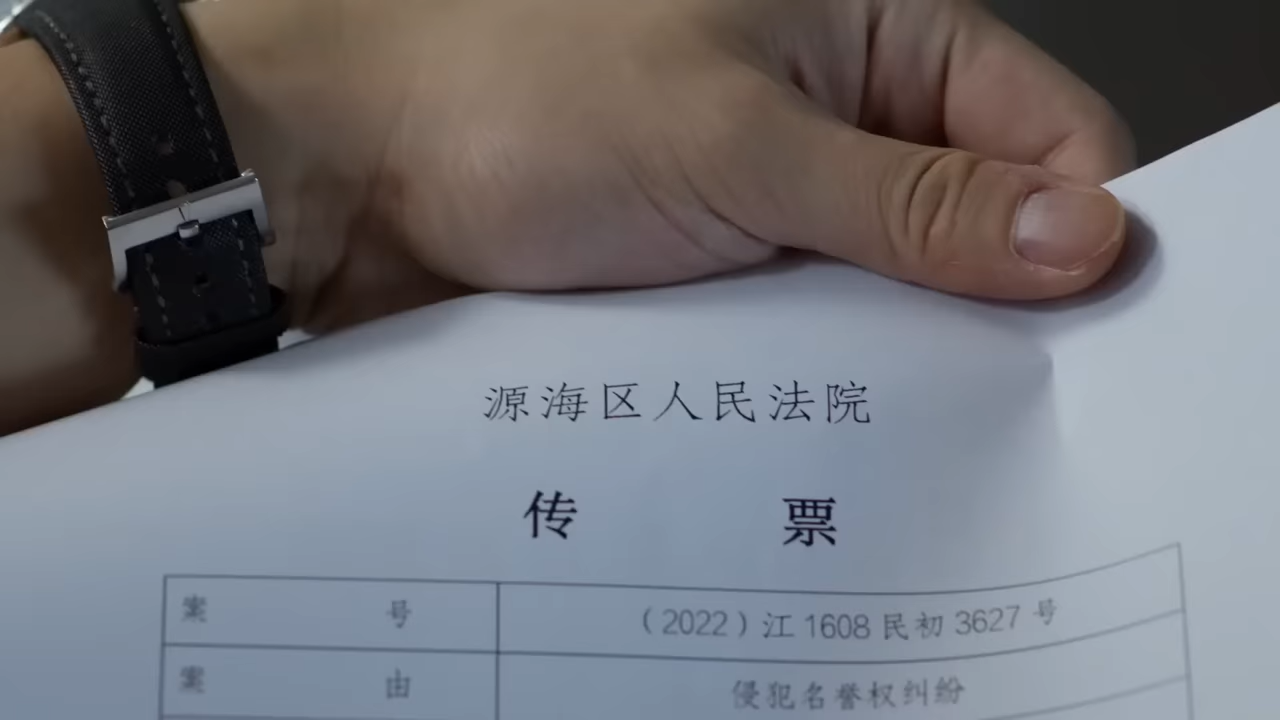 源海区人民法院
传 票
案 号 （2022）江1608民初3627号
案 由 侵犯名誉权纠纷